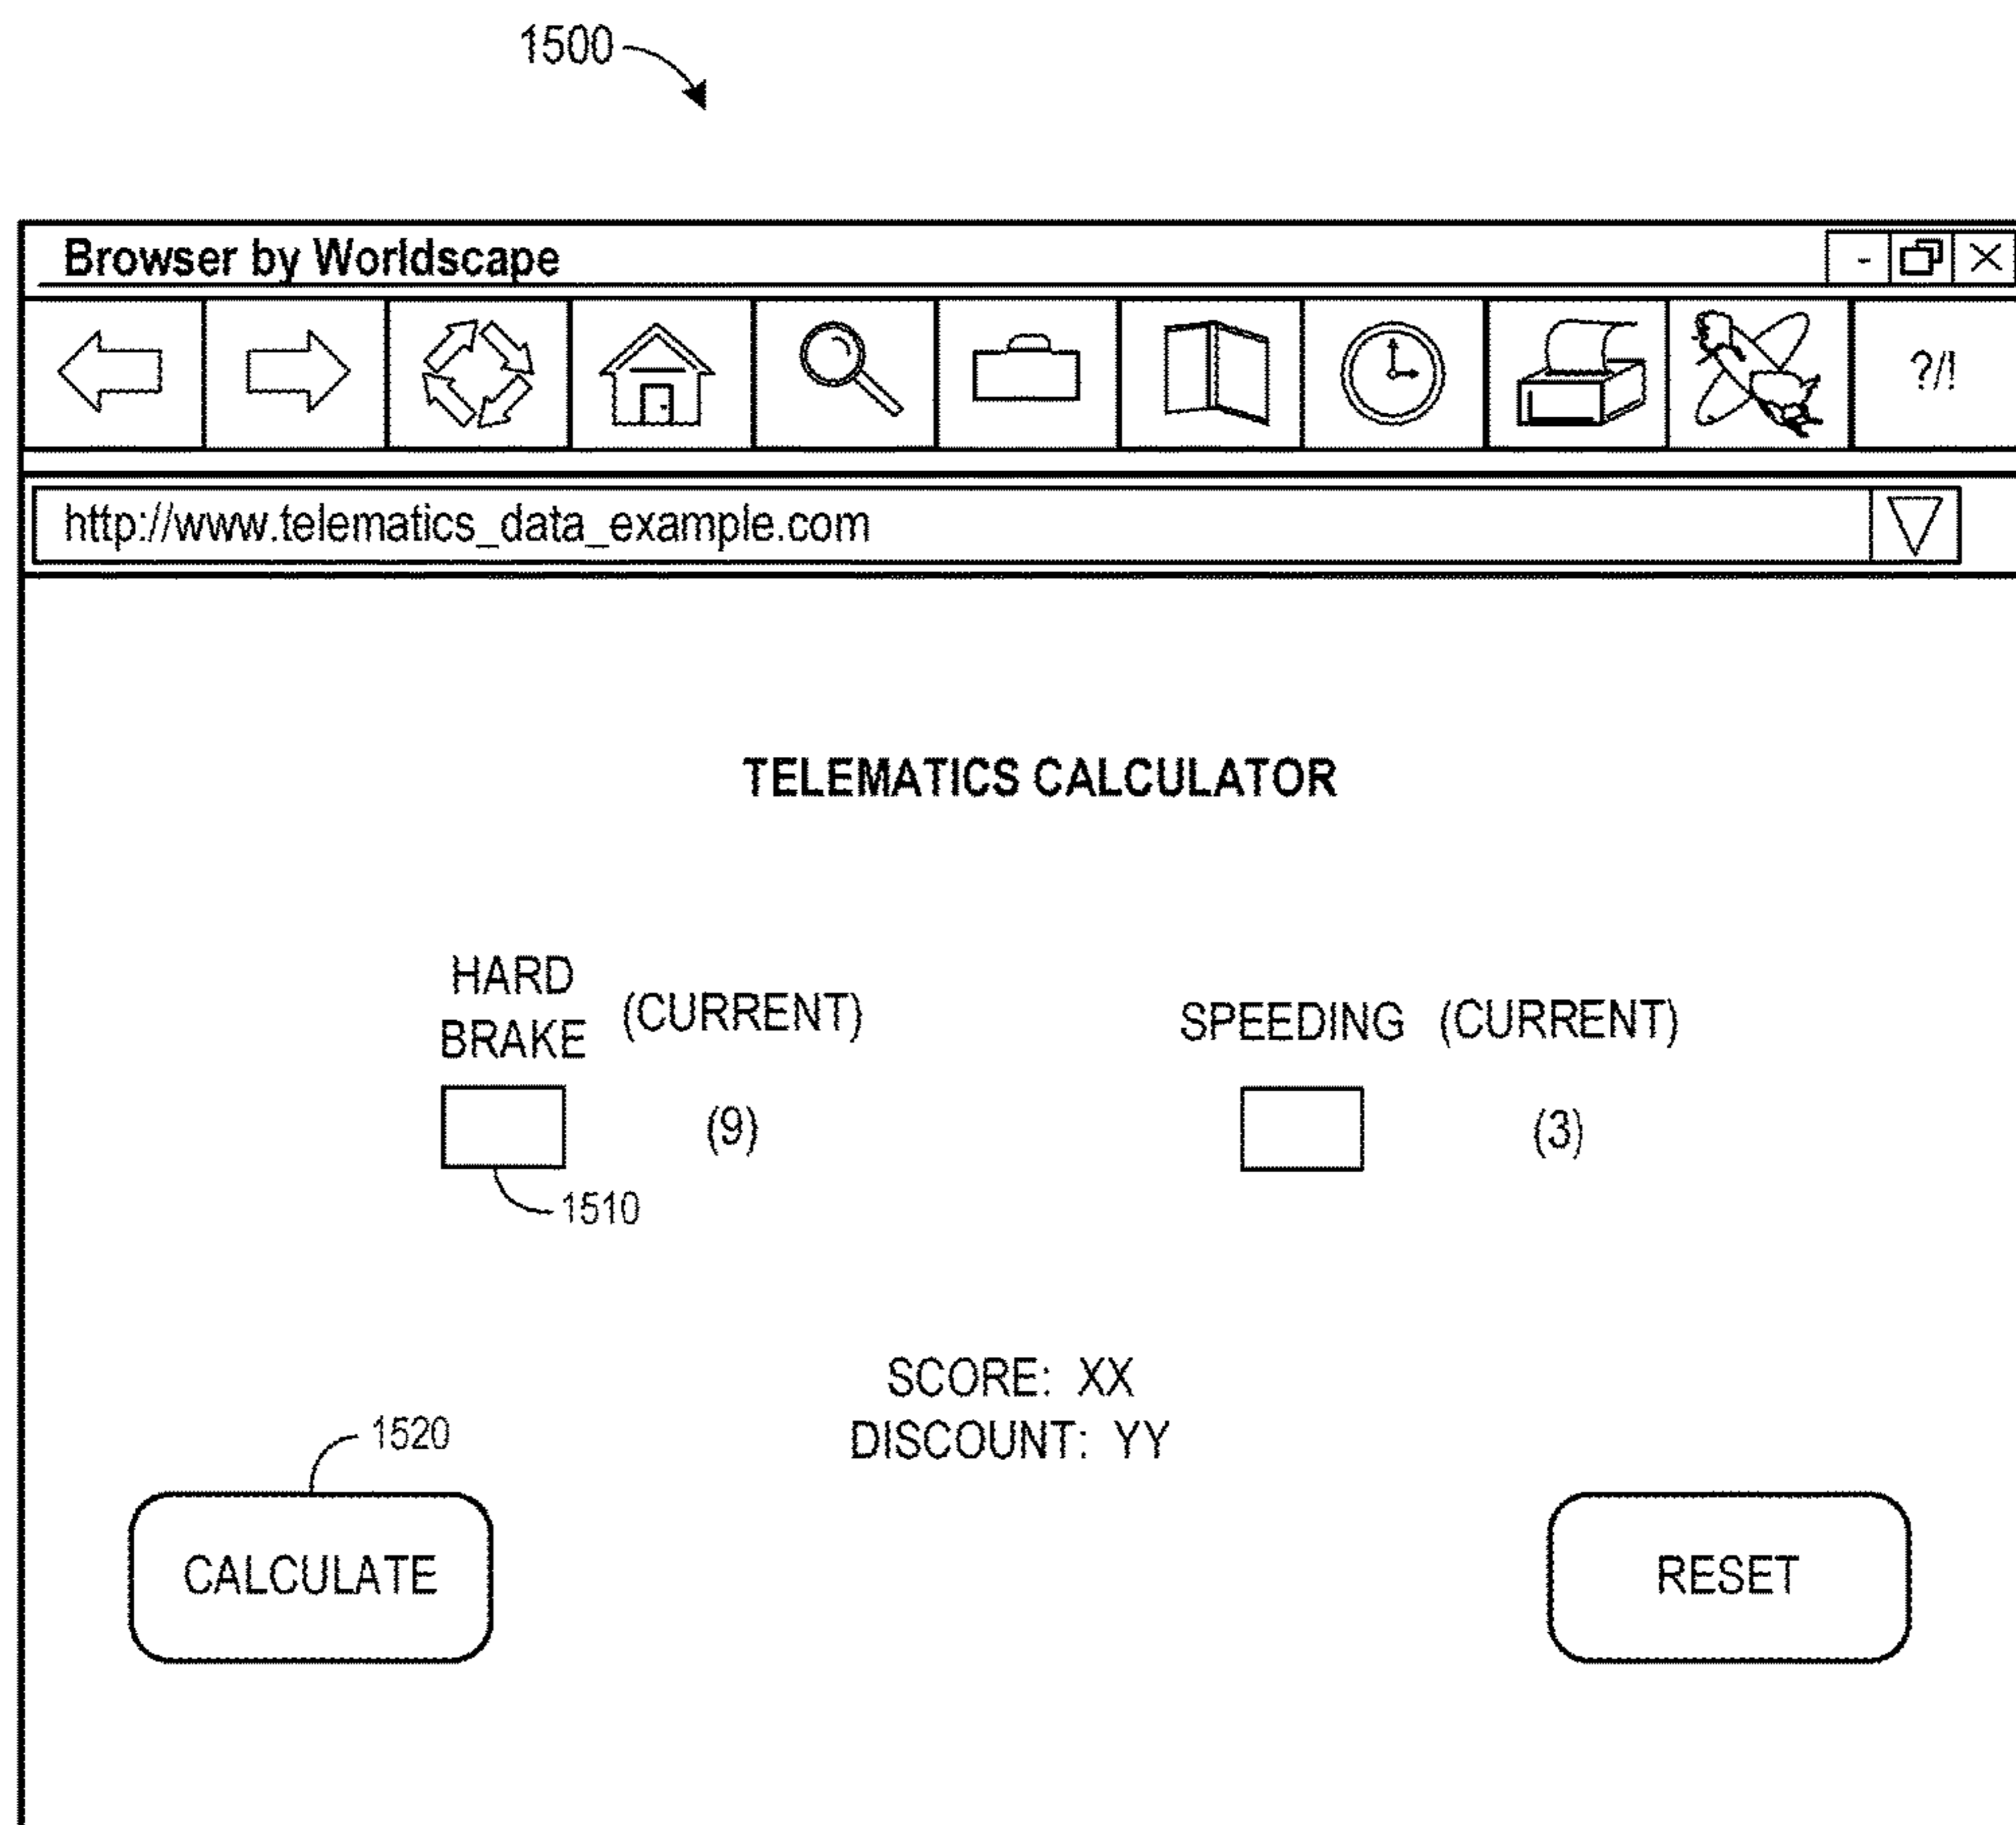 1500
Browser by Worldscape
?/!
http://www.telematics_data_example.com
TELEMATICS CALCULATOR
HARD
BRAKE (CURRENT)
SPEEDING (CURRENT)
(9)
(3)
1510
SCORE: XX
DISCOUNT: YY
1520
CALCULATE
RESET